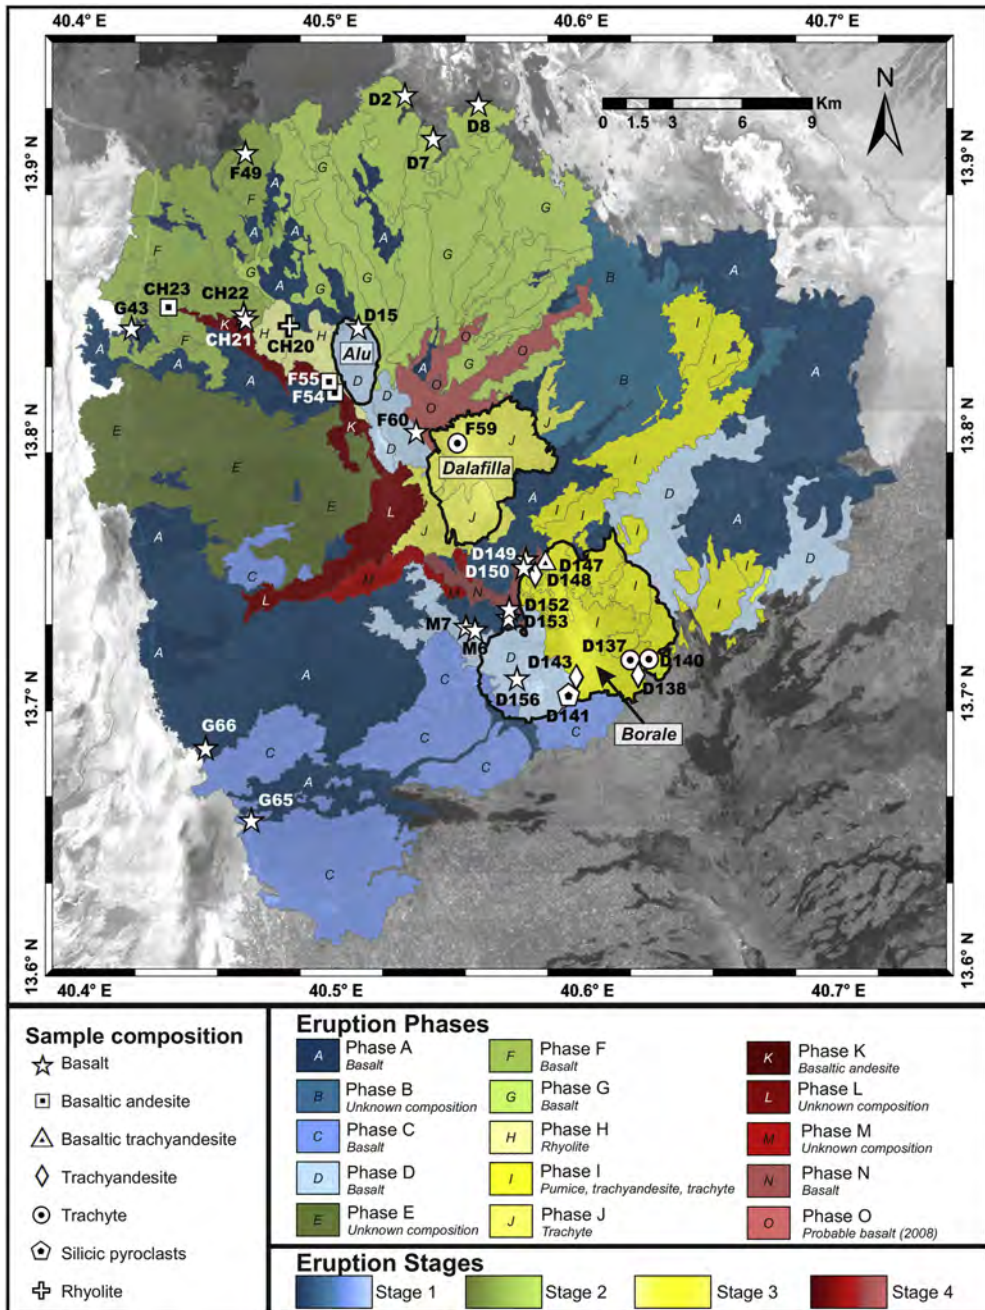 40.4° E 40.5° E 40.6° E 40.7° E
N
Km
0 1.5 3 6 9
13.9° N 13.9° N
13.8° N 13.8° N
13.7° N 13.7° N
13.6° N 13.6° N
D2
D8
D7
F49
G
A
F
G
A
A
A
G
G
B
A
F
G
A
G
G
CH23
CH22
G43
K
CH21
H
CH20
H
D15
Alu
O
O
G
I
I
A
F
A
A
D
A
B
A
F55
F54
D
O
O
E
K
D
F60
F59
J
J
Dalafilla
I
E
E
A
L
J
J
A
I
I
D
A
I
D
C
D149
D150
D147
D148
I
I
L
M
M
N
D152
D153
I
M7
M6
A
A
D
D143
D137
D140
D138
C
D156
D141
Borale
G66
C
C
C
C
A
G65
C
40.4° E 40.5° E 40.6° E 40.7° E
Sample composition
Basalt
Basaltic andesite
Basaltic trachyandesite
Trachyandesite
Trachyte
Silicic pyroclasts
Rhyolite
Eruption Phases
A Phase A
Basalt
B Phase B
Unknown composition
C Phase C
Basalt
D Phase D
Basalt
E Phase E
Unknown composition
F Phase F
Basalt
G Phase G
Basalt
H Phase H
Rhyolite
I Phase I
Pumice, trachyandesite, trachyte
J Phase J
Trachyte
K Phase K
Basaltic andesite
L Phase L
Unknown composition
M Phase M
Unknown composition
N Phase N
Basalt
O Phase O
Probable basalt (2008)
Eruption Stages
Stage 1 Stage 2 Stage 3 Stage 4